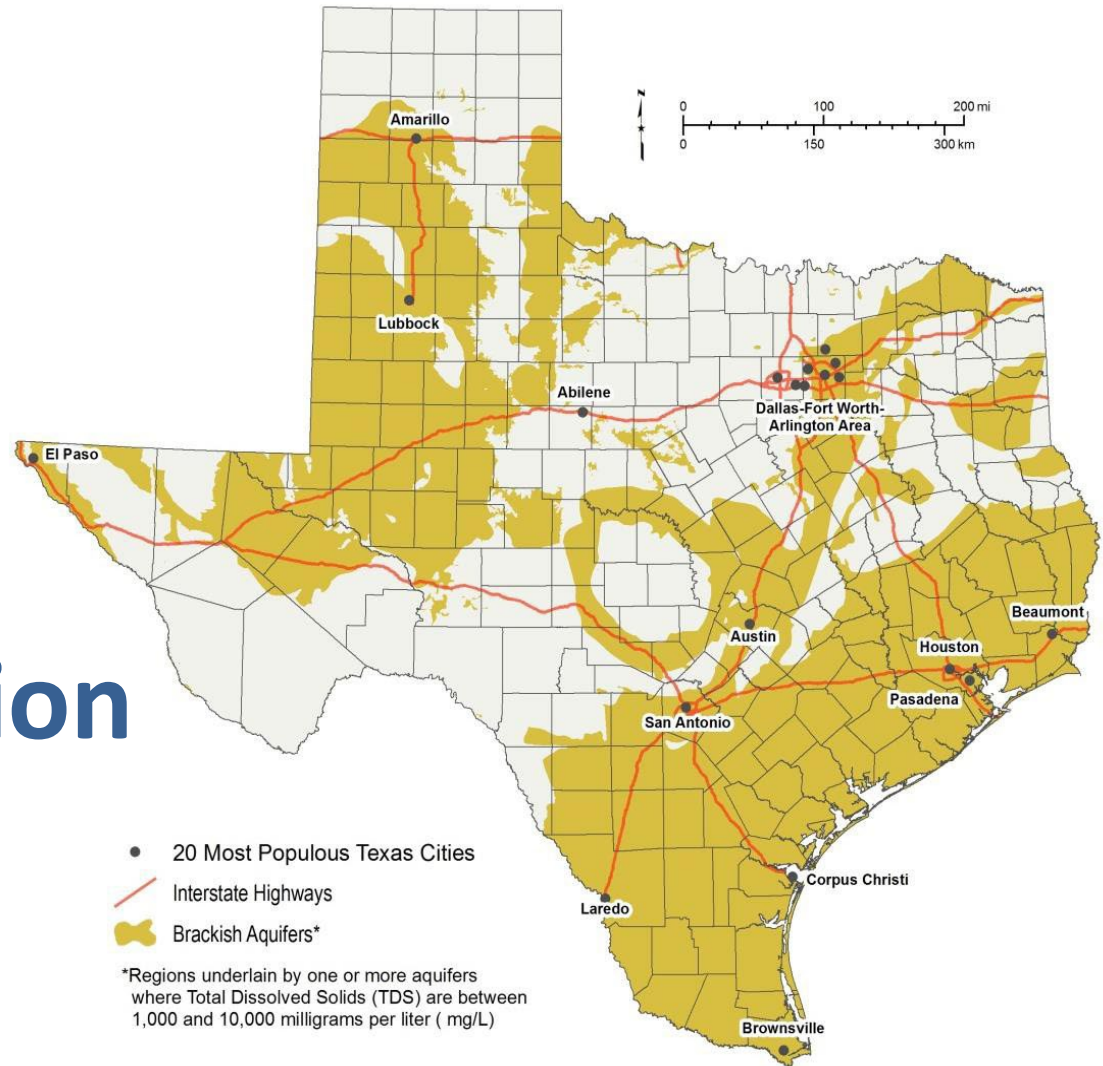 N
0 100 200 mi
0 150 300 km
Amarillo
Lubbock
Abilene
Dallas-Fort Worth-
Arlington Area
El Paso
Austin
Beaumont
Houston
Pasadena
San Antonio
ion
20 Most Populous Texas Cities
Interstate Highways
Brackish Aquifers*
*Regions underlain by one or more aquifers
where Total Dissolved Solids (TDS) are between
1,000 and 10,000 milligrams per liter ( mg/L)
Corpus Christi
Laredo
Brownsville